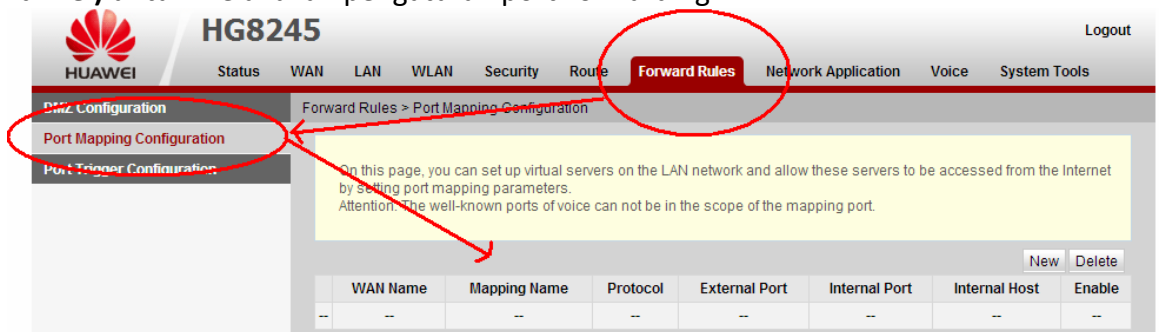 HG8245
Logout
HUAWEI
Status WAN LAN WLAN Security Route Forward Rules Network Application Voice System Tools
DMZ Configuration
Forward Rules > Port Mapping Configuration
Port Mapping Configuration
Port Trigger Configuration
On this page, you can set up virtual servers on the LAN network and allow these servers to be accessed from the Internet
by setting port mapping parameters.
Attention: The well-known ports of voice can not be in the scope of the mapping port.
New Delete
WAN Name Mapping Name Protocol External Port Internal Port Internal Host Enable
-- -- -- -- -- -- -- --